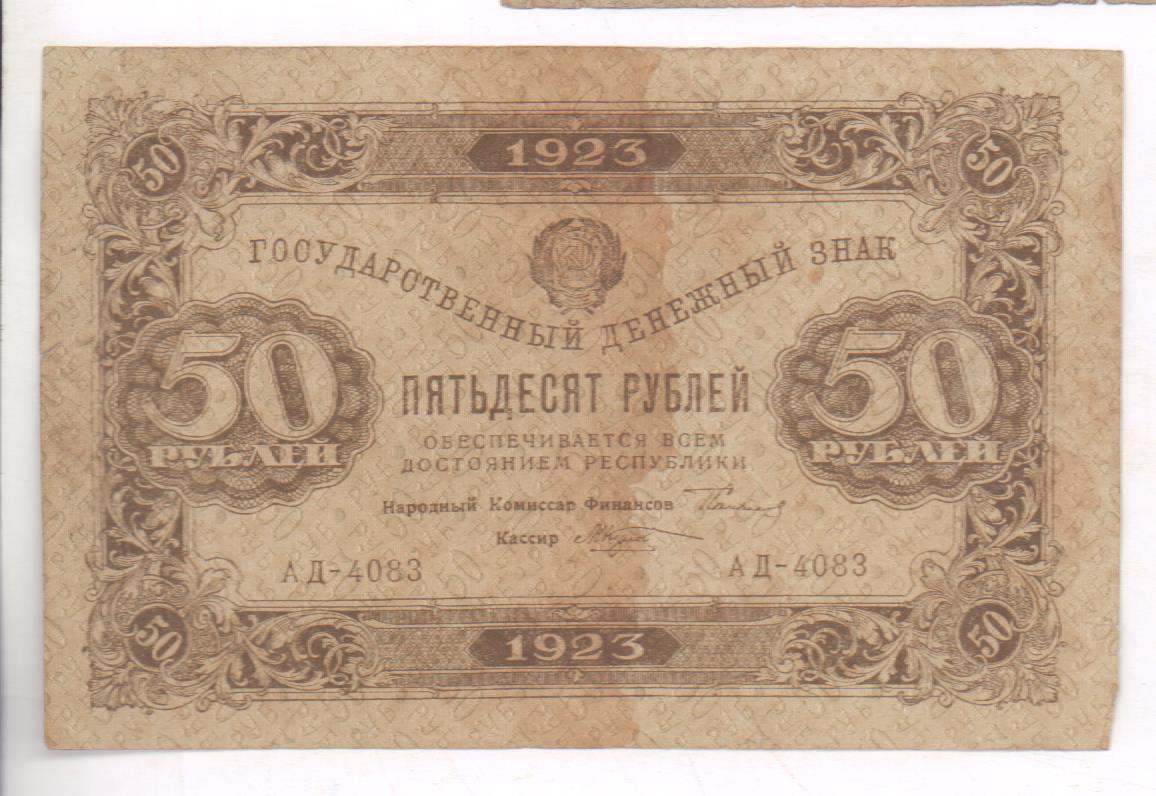 1923
50 50
ГОСУДАРСТВЕННЫЙ ДЕНЕЖНЫЙ ЗНАК
50 РУБЛЕЙ
ПЯТЬДЕСЯТ РУБЛЕЙ
50 РУБЛЕЙ
ОБЕСПЕЧИВАЕТСЯ ВСЕМ
ДОСТОЯНИЕМ РЕСПУБЛИКИ
Народный Комиссар Финансов
Кассир
АД-4083 АД-4083
50 50
1923